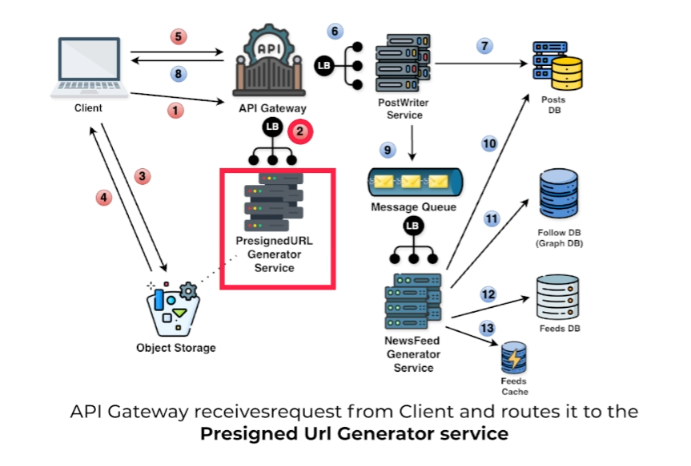 5
6
7
API
LB
8
Client
API Gateway
PostWriter
Service
Posts
DB
1
LB
2
10
9
3
4
Message Queue
11
PresignedURL
Generator
Service
LB
Follow DB
(Graph DB)
12
Object Storage
NewsFeed
Generator
Service
13
Feeds DB
Feeds
Cache
API Gateway receivesrequest from Client and routes it to the
Presigned Url Generator service